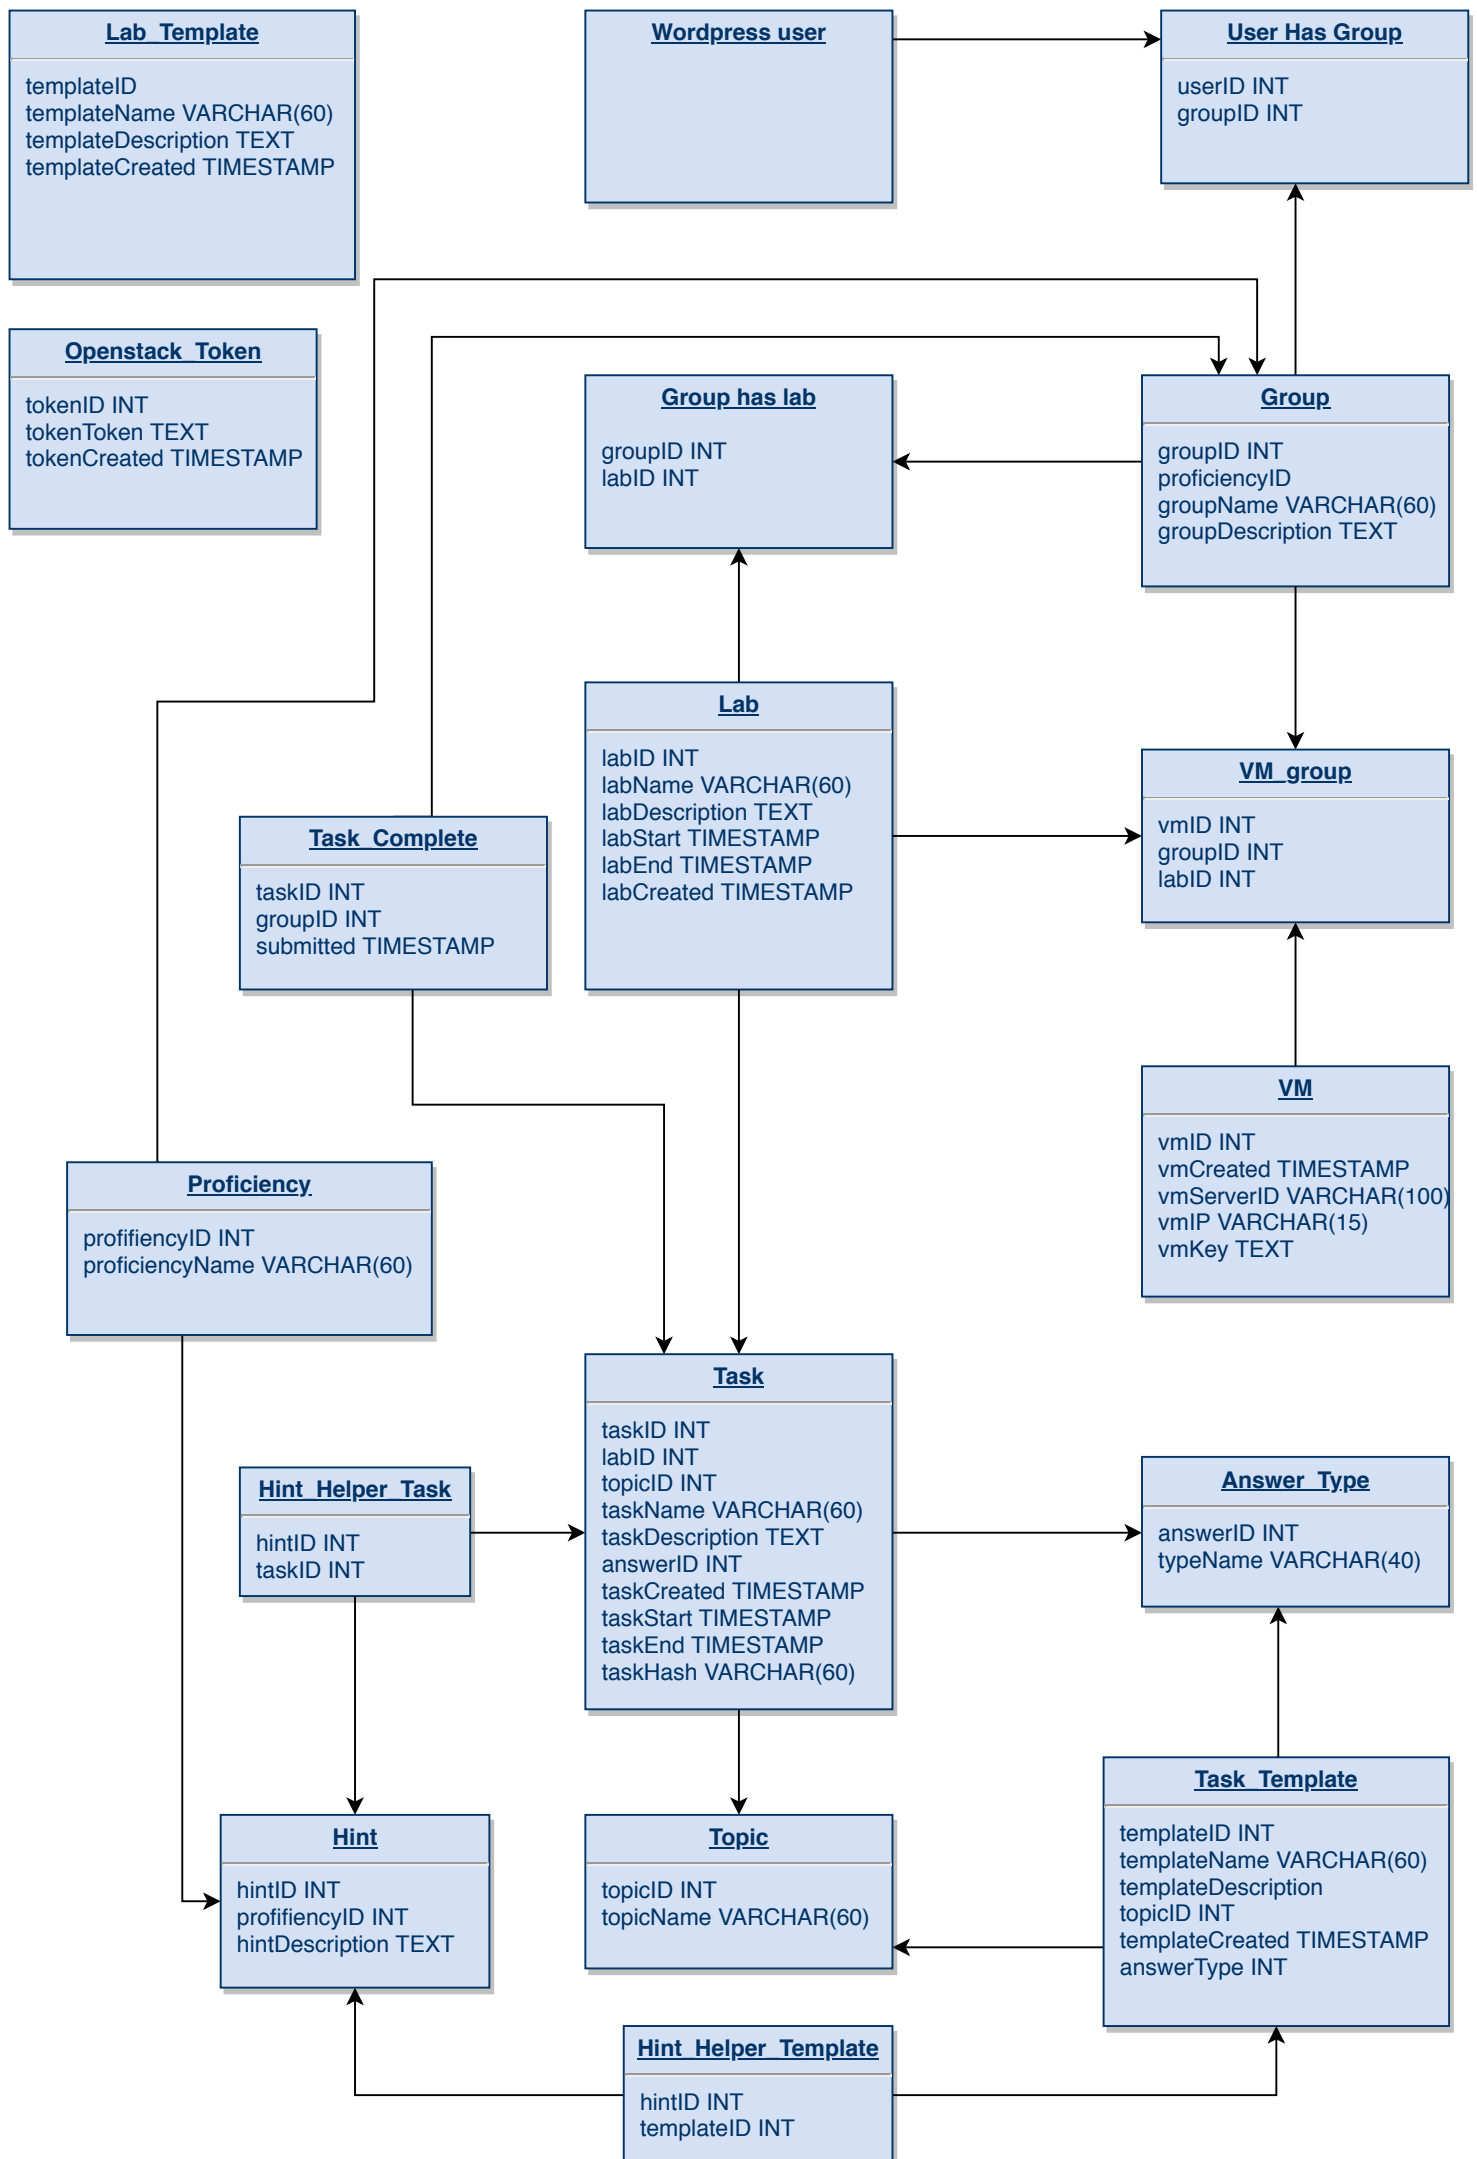 Lab_Template
templateID
templateName VARCHAR(60)
templateDescription TEXT
templateCreated TIMESTAMP
Wordpress user
User Has Group
userID INT
groupID INT
Openstack_Token
tokenID INT
tokenToken TEXT
tokenCreated TIMESTAMP
Group has lab
groupID INT
labID INT
Group
groupID INT
proficiencyID
groupName VARCHAR(60)
groupDescription TEXT
Lab
labID INT
labName VARCHAR(60)
labDescription TEXT
labStart TIMESTAMP
labEnd TIMESTAMP
labCreated TIMESTAMP
VM_group
vmID INT
groupID INT
labID INT
Task_Complete
taskID INT
groupID INT
submitted TIMESTAMP
VM
vmID INT
vmCreated TIMESTAMP
vmServerID VARCHAR(100)
vmIP VARCHAR(15)
vmKey TEXT
Proficiency
profifiencyID INT
proficiencyName VARCHAR(60)
Task
taskID INT
labID INT
topicID INT
taskName VARCHAR(60)
taskDescription TEXT
answerID INT
taskCreated TIMESTAMP
taskStart TIMESTAMP
taskEnd TIMESTAMP
taskHash VARCHAR(60)
Hint_Helper_Task
hintID INT
taskID INT
Answer_Type
answerID INT
typeName VARCHAR(40)
Task_Template
templateID INT
templateName VARCHAR(60)
templateDescription
topicID INT
templateCreated TIMESTAMP
answerType INT
Hint
hintID INT
profifiencyID INT
hintDescription TEXT
Topic
topicID INT
topicName VARCHAR(60)
Hint_Helper_Template
hintID INT
templateID INT